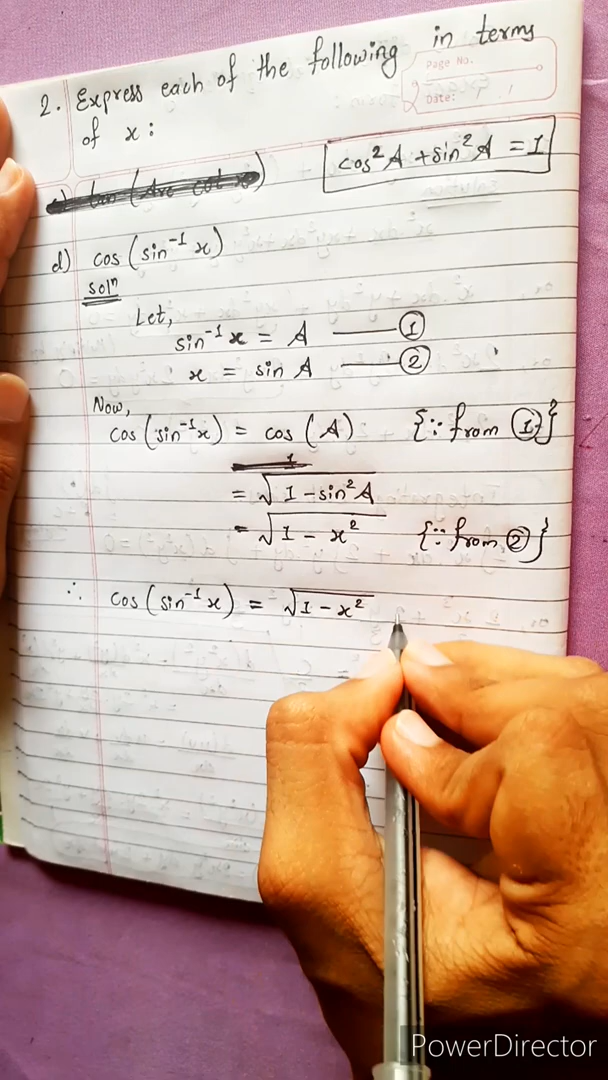 2. Express each of the following in terms
of x:
Page No.
Date:
cos²A + sin²A = 1
d) cos (sin⁻¹ x)
Solⁿ
Let,
sin⁻¹ x = A —— ①
x = sin A —— ②
Now,
cos (sin⁻¹x) = cos (A) {∵ from ①}
= √1 - sin²A
= √1 - x² {∵ from ②}
∴ cos (sin⁻¹x) = √1 - x²
PowerDirector